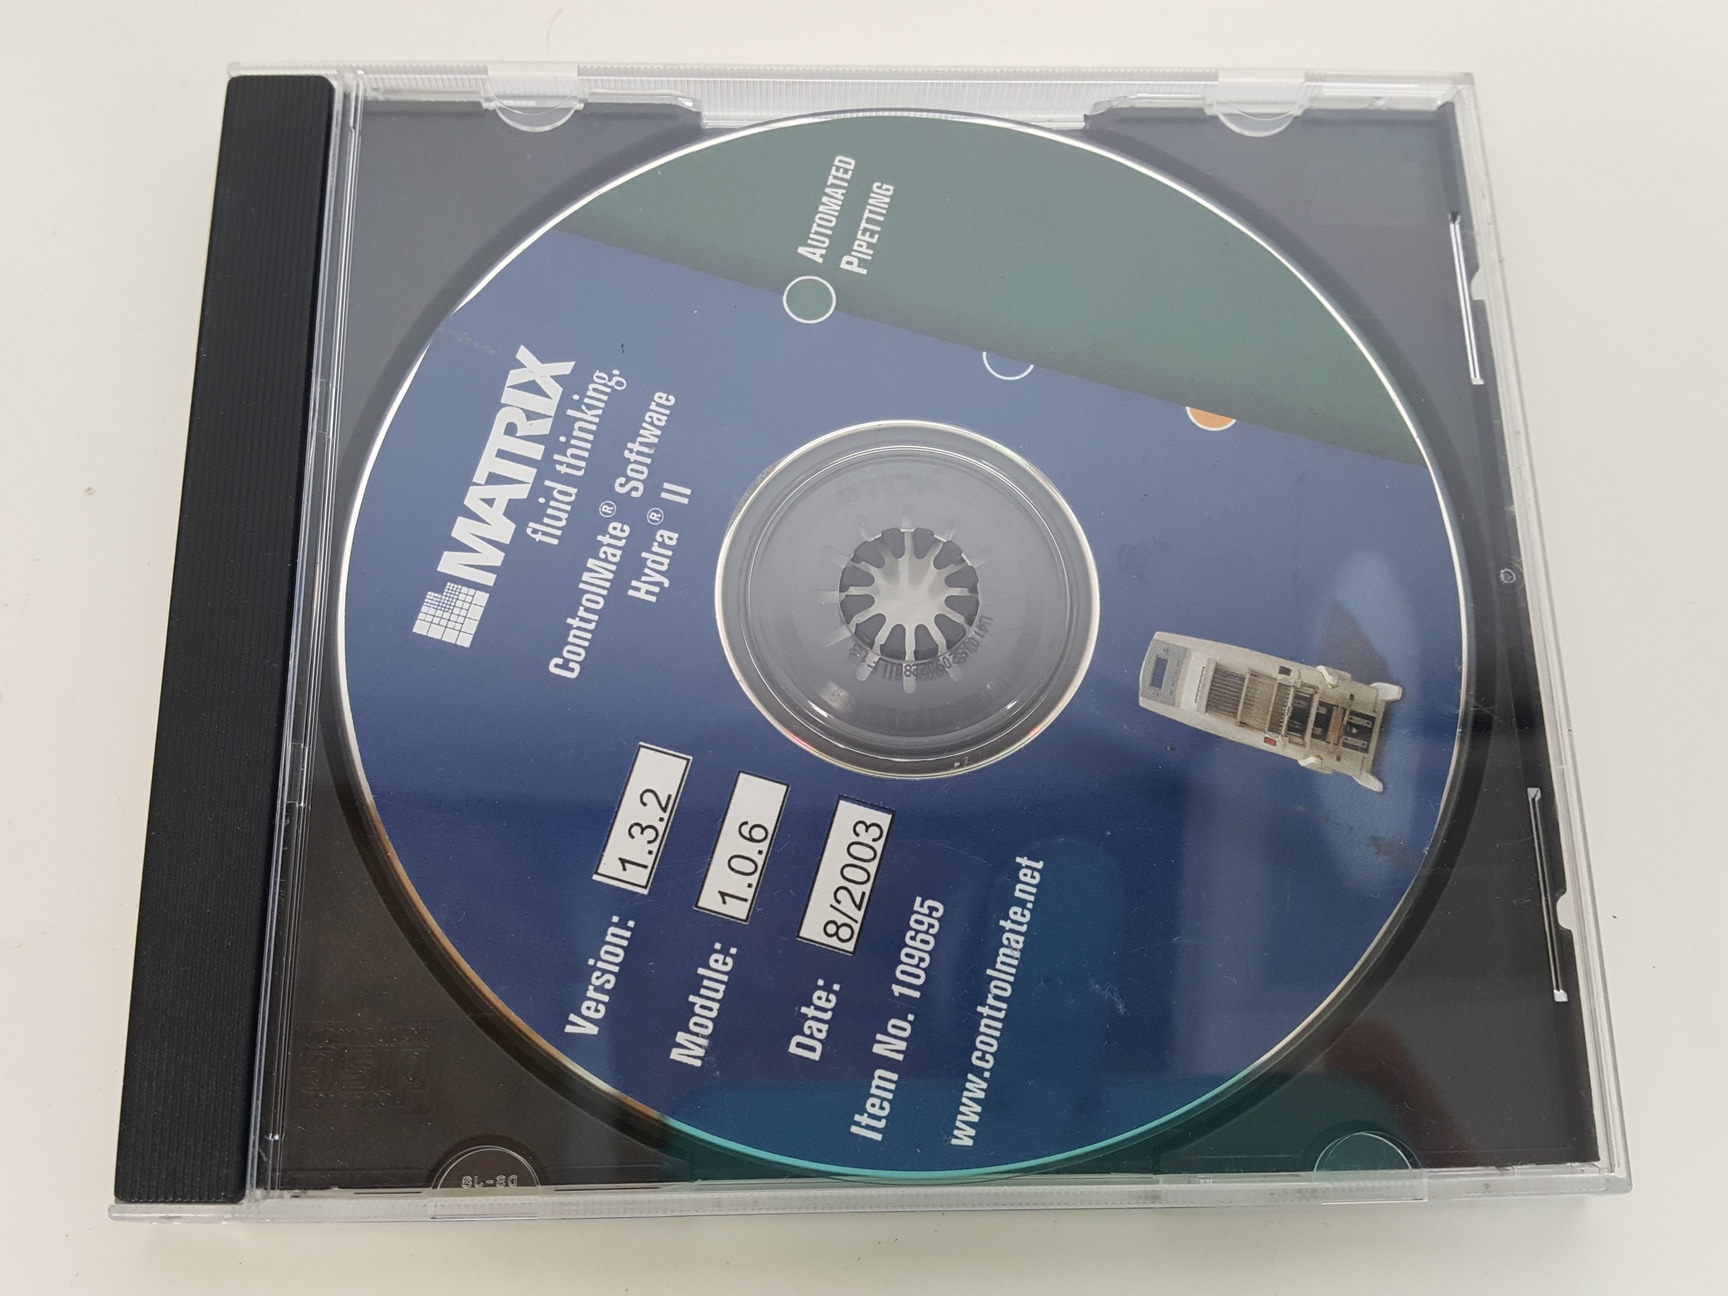 MATRIX
fluid thinking.
ControlMate® Software
Hydra® II
AUTOMATED
PIPETTING
Version: 1.3.2
Module: 1.0.6
Date: 8/2003
Item No. 109695
www.controlmate.net